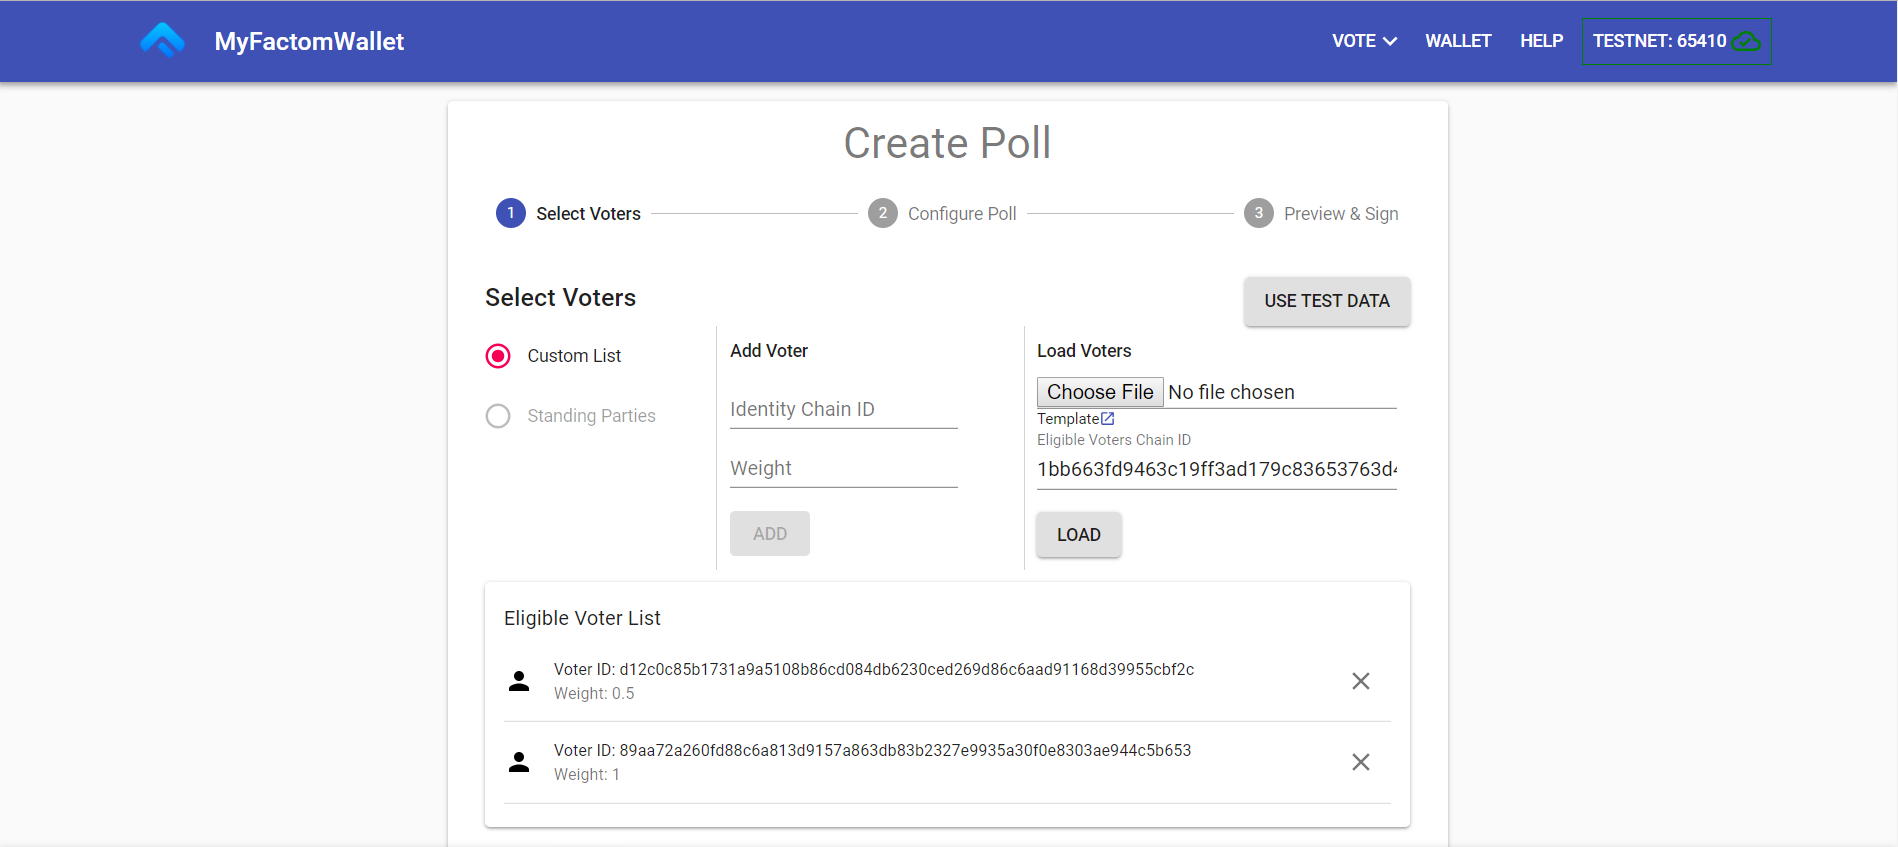 MyFactomWallet
VOTE WALLET HELP TESTNET: 65410
Create Poll
1 Select Voters 2 Configure Poll 3 Preview & Sign
Select Voters
USE TEST DATA
Custom List
Standing Parties
Add Voter
Identity Chain ID
Weight
ADD
Load Voters
Choose File No file chosen
Template
Eligible Voters Chain ID
1bb663fd9463c19ff3ad179c83653763d4
LOAD
Eligible Voter List
Voter ID: d12c0c85b1731a9a5108b86cd084db6230ced269d86c6aad91168d39955cbf2c
Weight: 0.5
Voter ID: 89aa72a260fd88c6a813d9157a863db83b2327e9935a30f0e8303ae944c5b653
Weight: 1